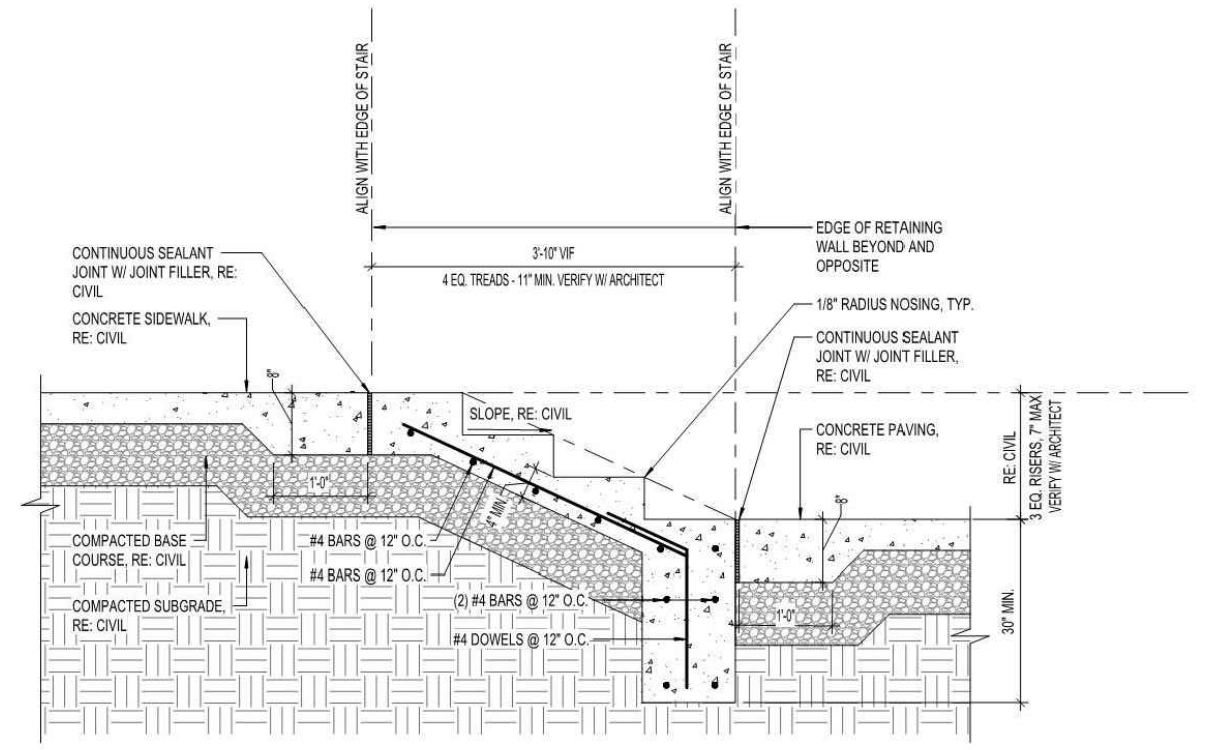 ALIGN WITH EDGE OF STAIR
ALIGN WITH EDGE OF STAIR
EDGE OF RETAINING
WALL BEYOND AND
OPPOSITE
3'-10" VIF
4 EQ. TREADS - 11" MIN. VERIFY W/ ARCHITECT
CONTINUOUS SEALANT
JOINT W/ JOINT FILLER, RE:
CIVIL
CONCRETE SIDEWALK,
RE: CIVIL
1/8" RADIUS NOSING, TYP.
CONTINUOUS SEALANT
JOINT W/ JOINT FILLER,
RE: CIVIL
8"
SLOPE, RE: CIVIL
CONCRETE PAVING,
RE: CIVIL
RE: CIVIL
3 EQ. RISERS, 7" MAX
VERIFY W/ ARCHITECT
8"
1'-0"
4" MIN.
COMPACTED BASE
COURSE, RE: CIVIL
#4 BARS @ 12" O.C.
#4 BARS @ 12" O.C.
COMPACTED SUBGRADE,
RE: CIVIL
(2) #4 BARS @ 12" O.C.
#4 DOWELS @ 12" O.C.
1'-0"
30" MIN.